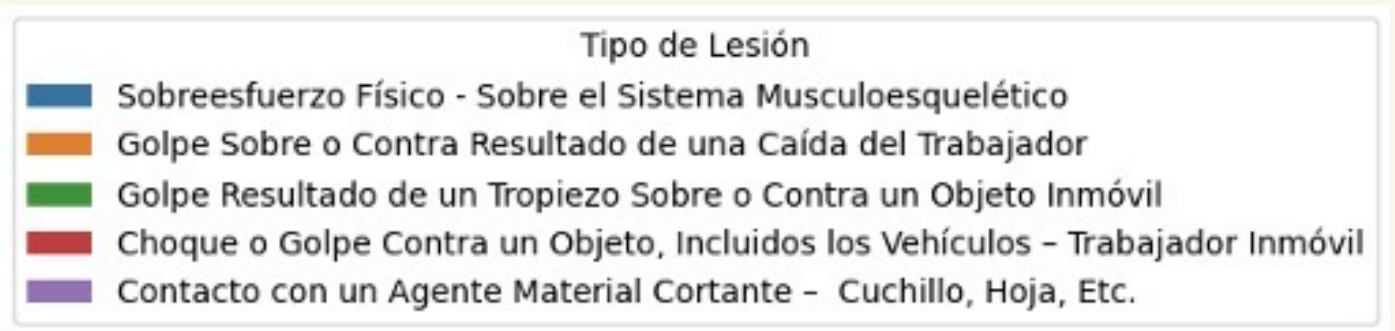 Tipo de Lesión
Sobreesfuerzo Físico - Sobre el Sistema Musculoesquelético
Golpe Sobre o Contra Resultado de una Caída del Trabajador
Golpe Resultado de un Tropiezo Sobre o Contra un Objeto Inmóvil
Choque o Golpe Contra un Objeto, Incluidos los Vehículos – Trabajador Inmóvil
Contacto con un Agente Material Cortante –  Cuchillo, Hoja, Etc.